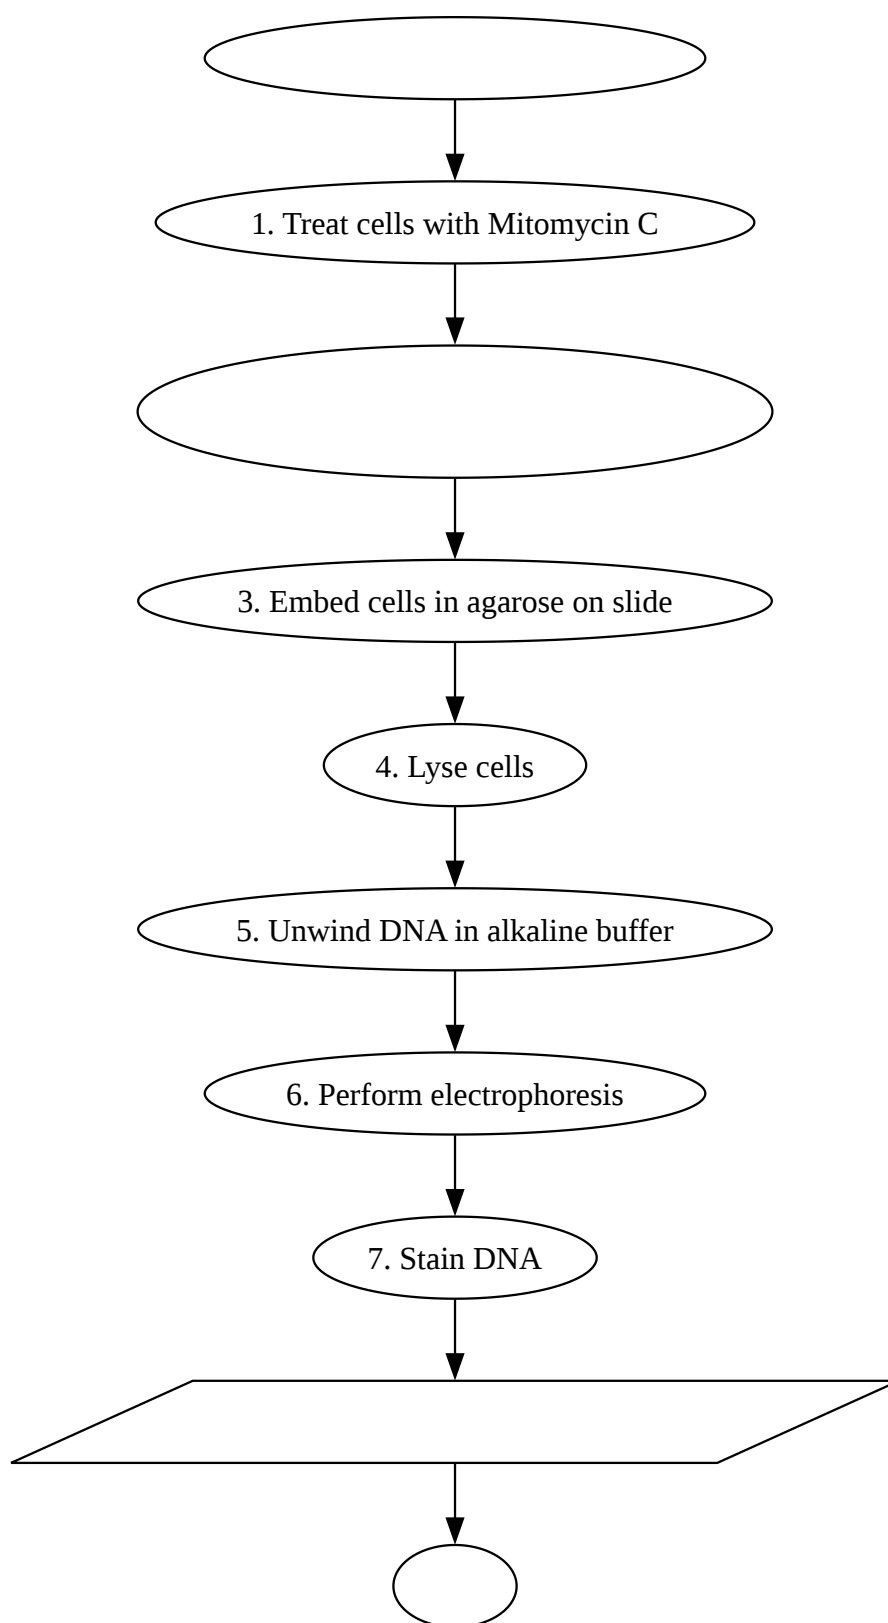 1. Treat cells with Mitomycin C
3. Embed cells in agarose on slide
4. Lyse cells
5. Unwind DNA in alkaline buffer
6. Perform electrophoresis
7. Stain DNA